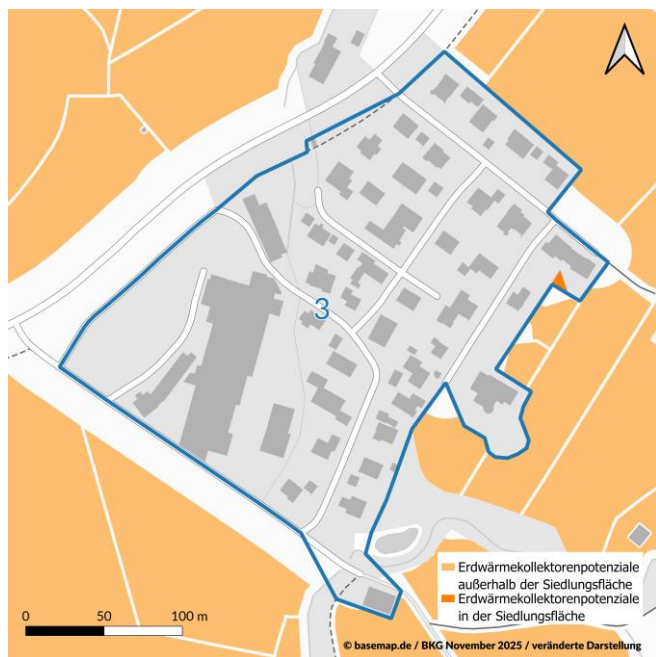 3
Erdwärmekollektorenpotenziale
außerhalb der Siedlungsfläche
Erdwärmekollektorenpotenziale
in der Siedlungsfläche
0 50 100 m
© basemap.de / BKG November 2025 / veränderte Darstellung